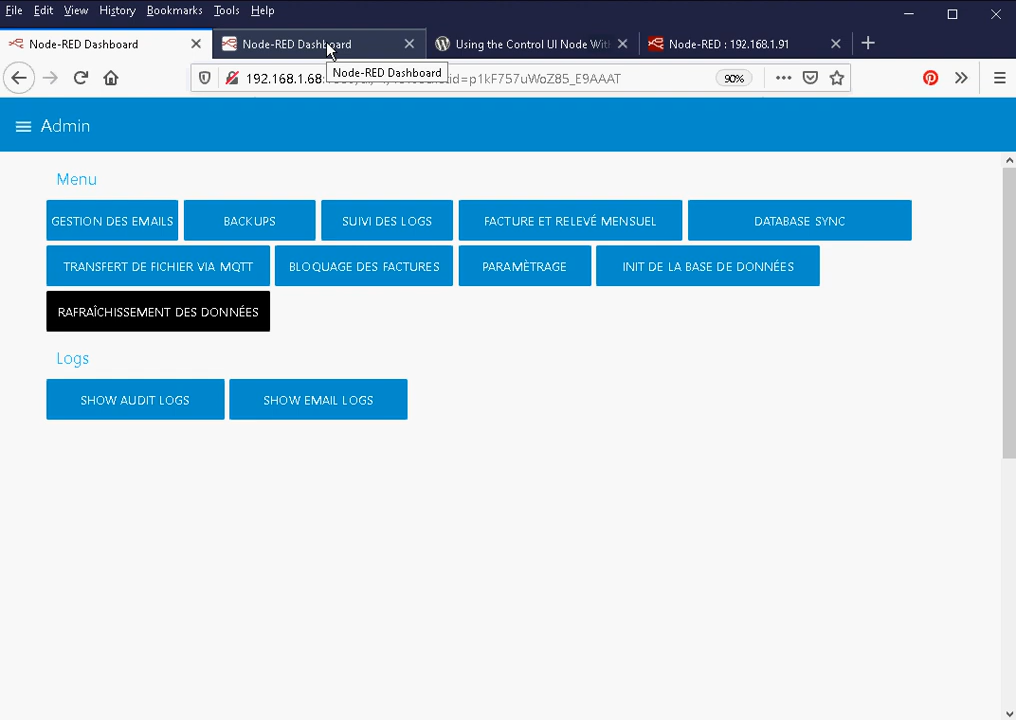 File Edit View History Bookmarks Tools Help
Node-RED Dashboard
Node-RED Dashboard
Using the Control UI Node Wit
Node-RED : 192.168.1.91
192.168.1.68
Node-RED Dashboard
id=p1kF757uWoZ85_E9AAAT
90%
Admin
Menu
GESTION DES EMAILS BACKUPS SUIVI DES LOGS FACTURE ET RELEVÉ MENSUEL DATABASE SYNC
TRANSFERT DE FICHIER VIA MQTT BLOQUAGE DES FACTURES PARAMÈTRAGE INIT DE LA BASE DE DONNÉES
RAFRAÎCHISSEMENT DES DONNÉES
Logs
SHOW AUDIT LOGS SHOW EMAIL LOGS